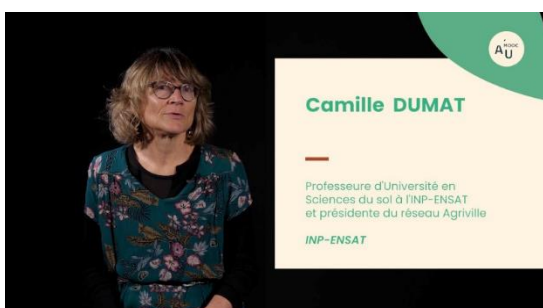 MOOC
AU
Camille DUMAT
Professeure d'Université en
Sciences du sol à l'INP-ENSAT
et présidente du réseau Agriville
INP-ENSAT